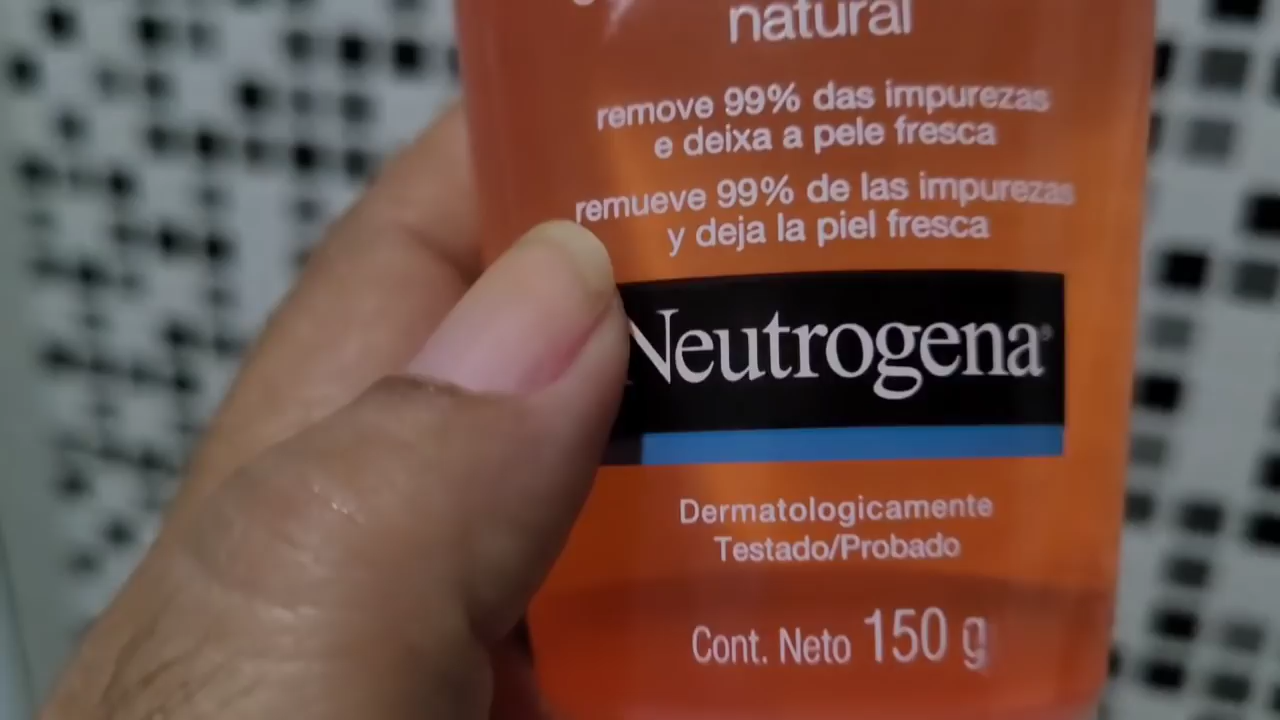 natural
remove 99% das impurezas
e deixa a pele fresca
remueve 99% de las impurezas
y deja la piel fresca
Neutrogena®
Dermatologicamente
Testado/Probado
Cont. Neto 150 g